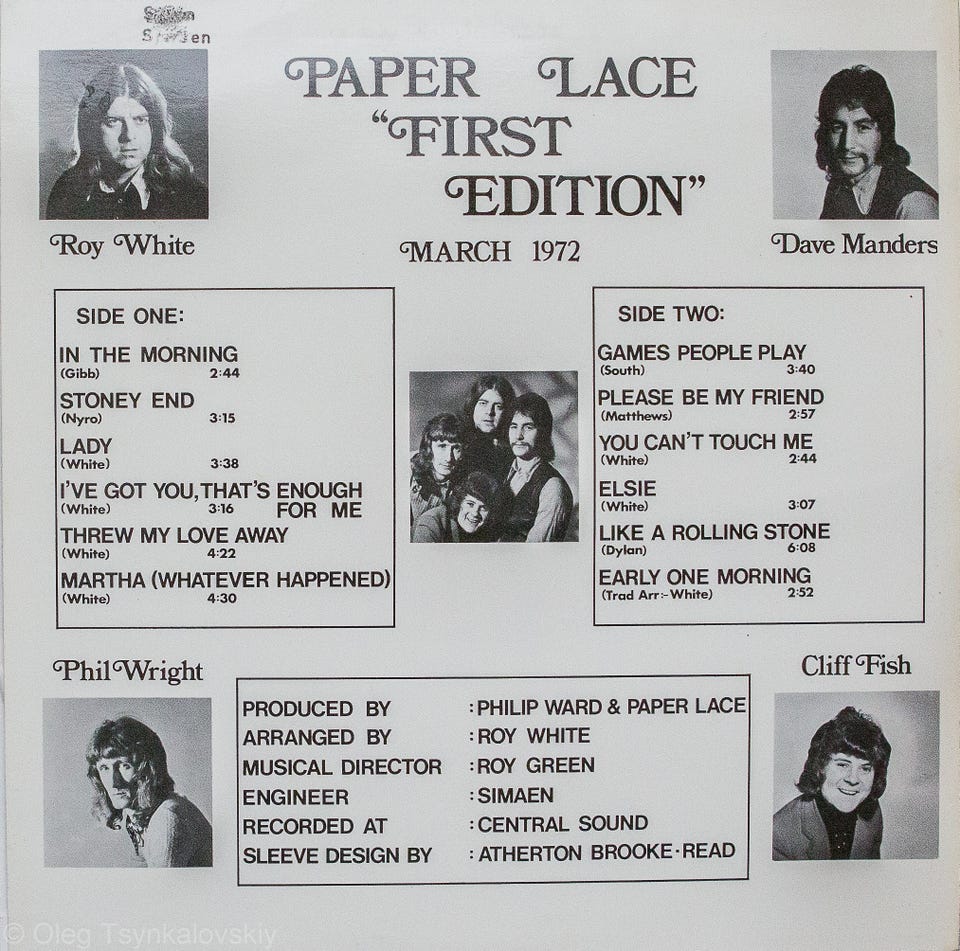 Sweden
PAPER LACE
“FIRST
EDITION”
Roy White
MARCH 1972
Dave Manders
SIDE ONE:
IN THE MORNING
(Gibb) 2:44
STONEY END
(Nyro) 3:15
LADY
(White) 3:38
I'VE GOT YOU, THAT'S ENOUGH
(White) 3:16 FOR ME
THREW MY LOVE AWAY
(White) 4:22
MARTHA (WHATEVER HAPPENED)
(White) 4:30
SIDE TWO:
GAMES PEOPLE PLAY
(South) 3:40
PLEASE BE MY FRIEND
(Matthews) 2:57
YOU CAN'T TOUCH ME
(White) 2:44
ELSIE
(White) 3:07
LIKE A ROLLING STONE
(Dylan) 6:08
EARLY ONE MORNING
(Trad Arr:-White) 2:52
Phil Wright
Cliff Fish
PRODUCED BY : PHILIP WARD & PAPER LACE
ARRANGED BY : ROY WHITE
MUSICAL DIRECTOR : ROY GREEN
ENGINEER : SIMAEN
RECORDED AT : CENTRAL SOUND
SLEEVE DESIGN BY : ATHERTON BROOKE·READ
© Oleg Tsynkalovskiy